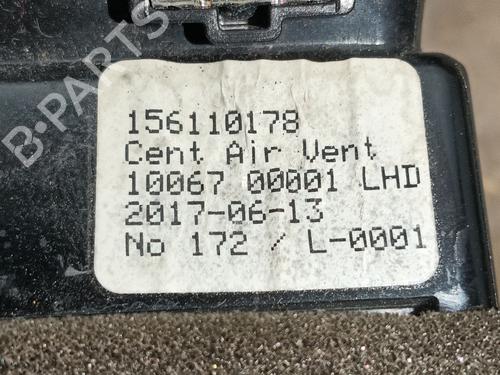 B-PARTS
156110178
Cent Air Vent
10067 00001 LHD
2017-06-13
No 172 / L-0001